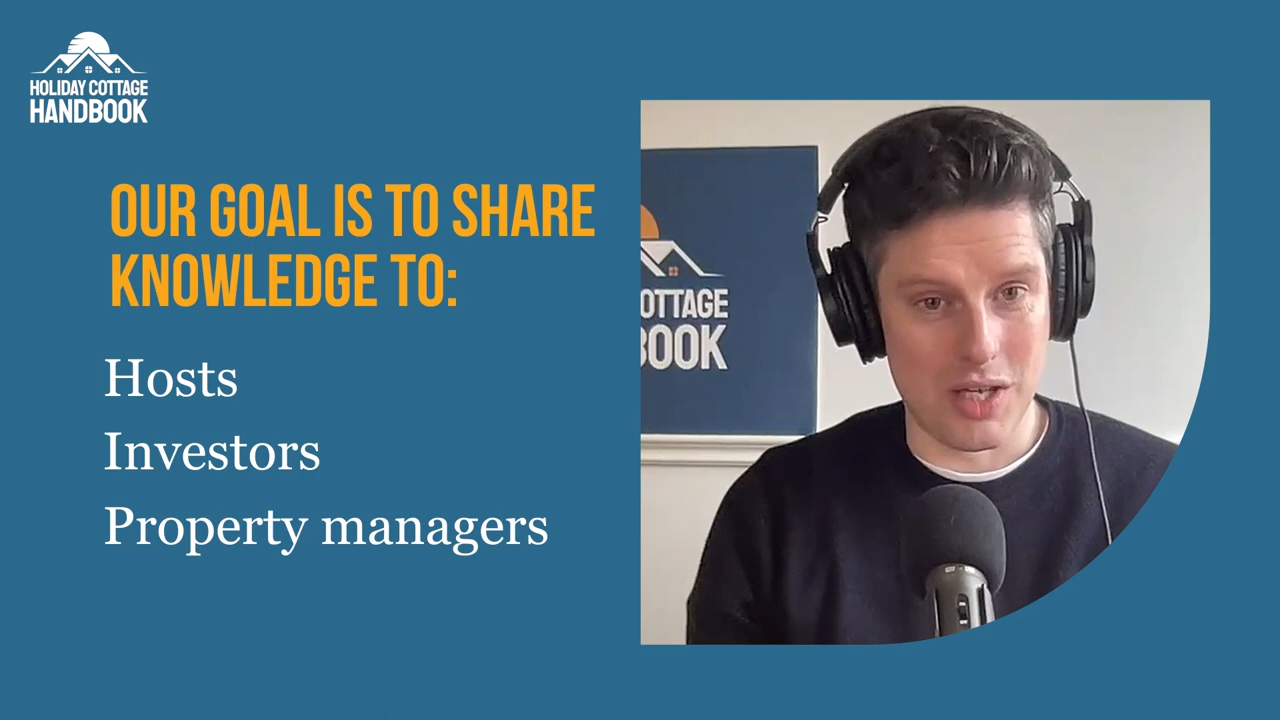 HOLIDAY COTTAGE
HANDBOOK
OUR GOAL IS TO SHARE
KNOWLEDGE TO:
Hosts
Investors
Property managers
OTTAGE
BOOK